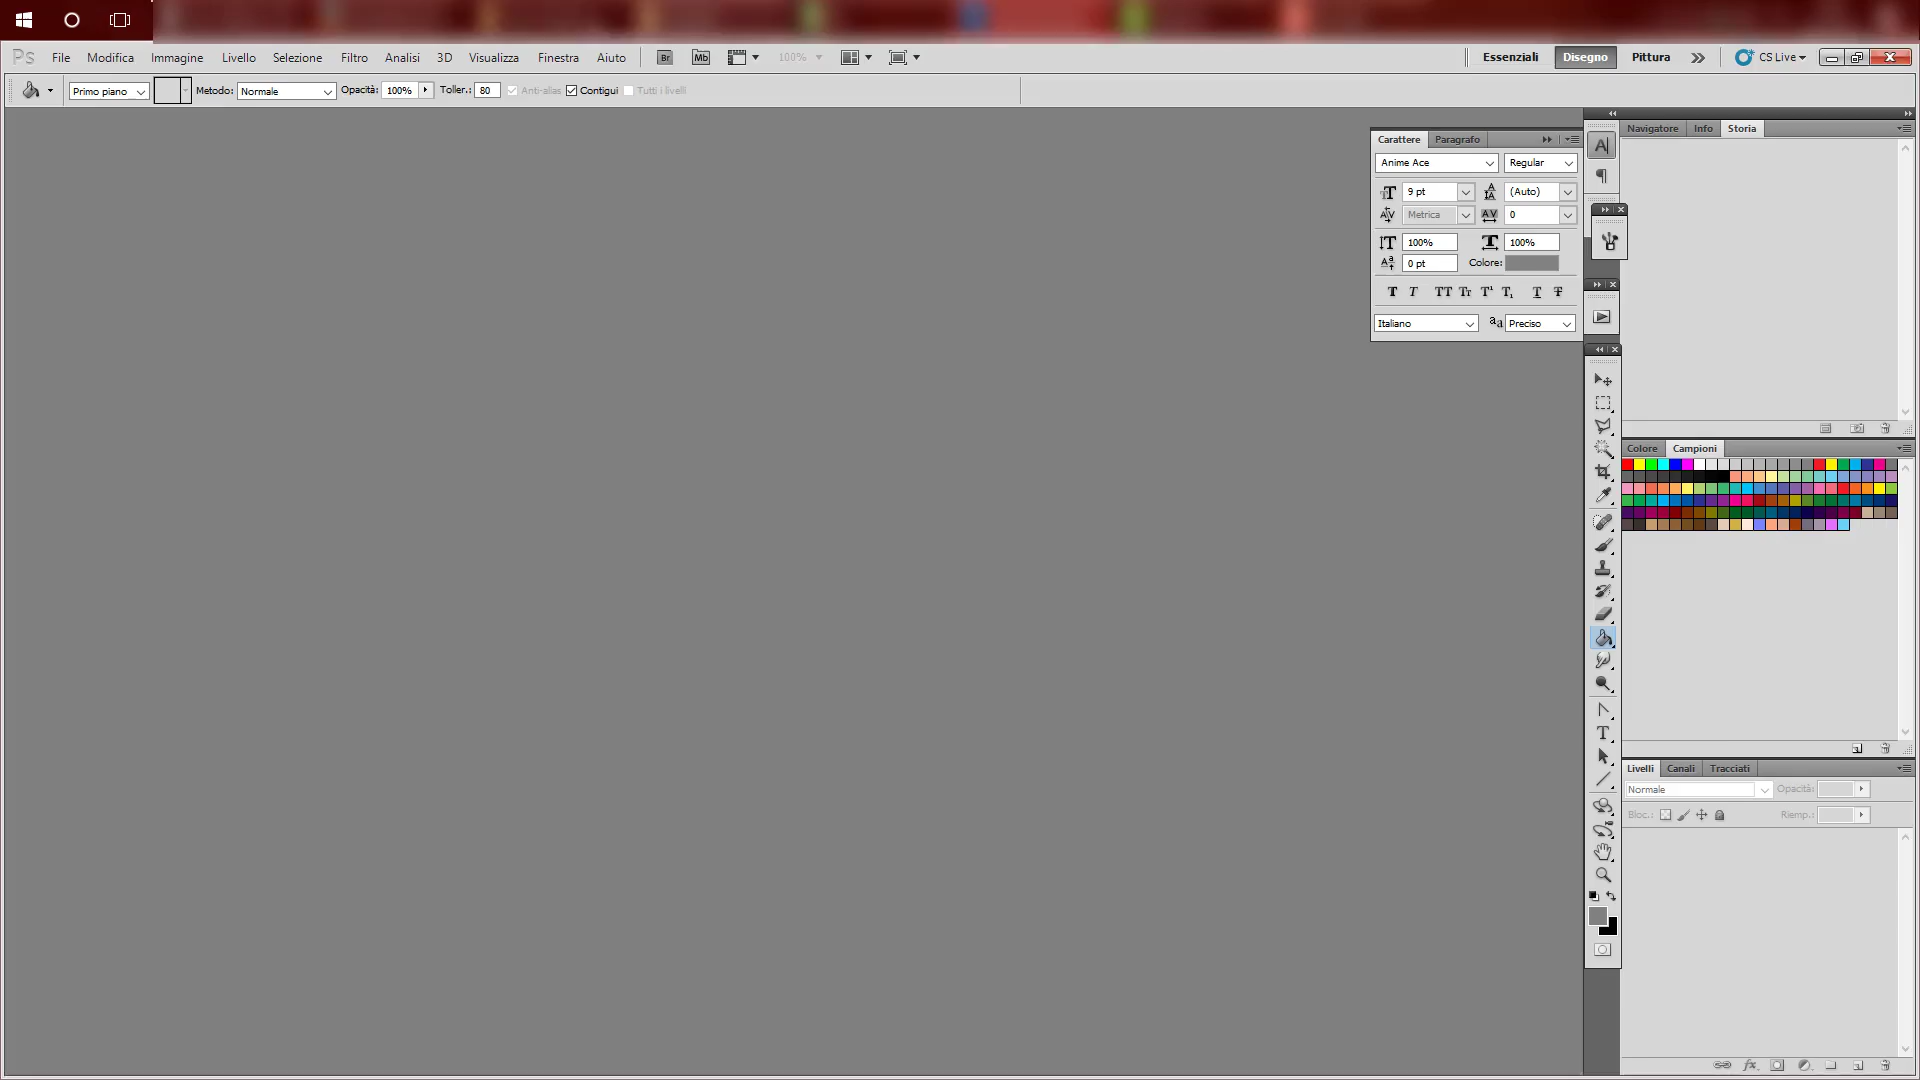 Ps File Modifica Immagine Livello Selezione Filtro Analisi 3D Visualizza Finestra Aiuto Br Mb 100% Essenziali Disegno Pittura CS Live
Primo piano Metodo: Normale Opacità: 100% Toller.: 80 Anti-alias Contigui Tutti i livelli
Navigatore Info Storia
Carattere Paragrafo
Anime Ace Regular
9 pt (Auto)
Metrica 0
100% 100%
0 pt Colore:
Italiano Preciso
Colore Campioni
Livelli Canali Tracciati
Normale Opacità:
Bloc.: Riemp.: